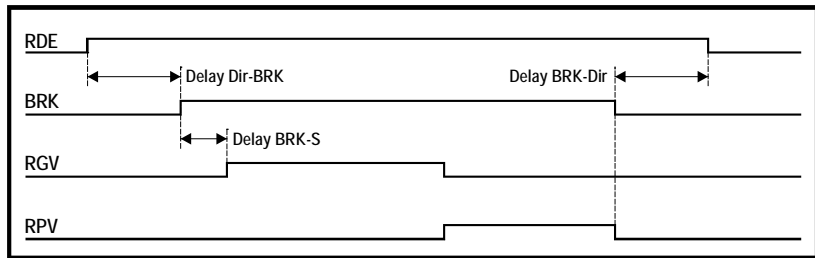 RDE
Delay Dir-BRK
Delay BRK-Dir
BRK
Delay BRK-S
RGV
RPV